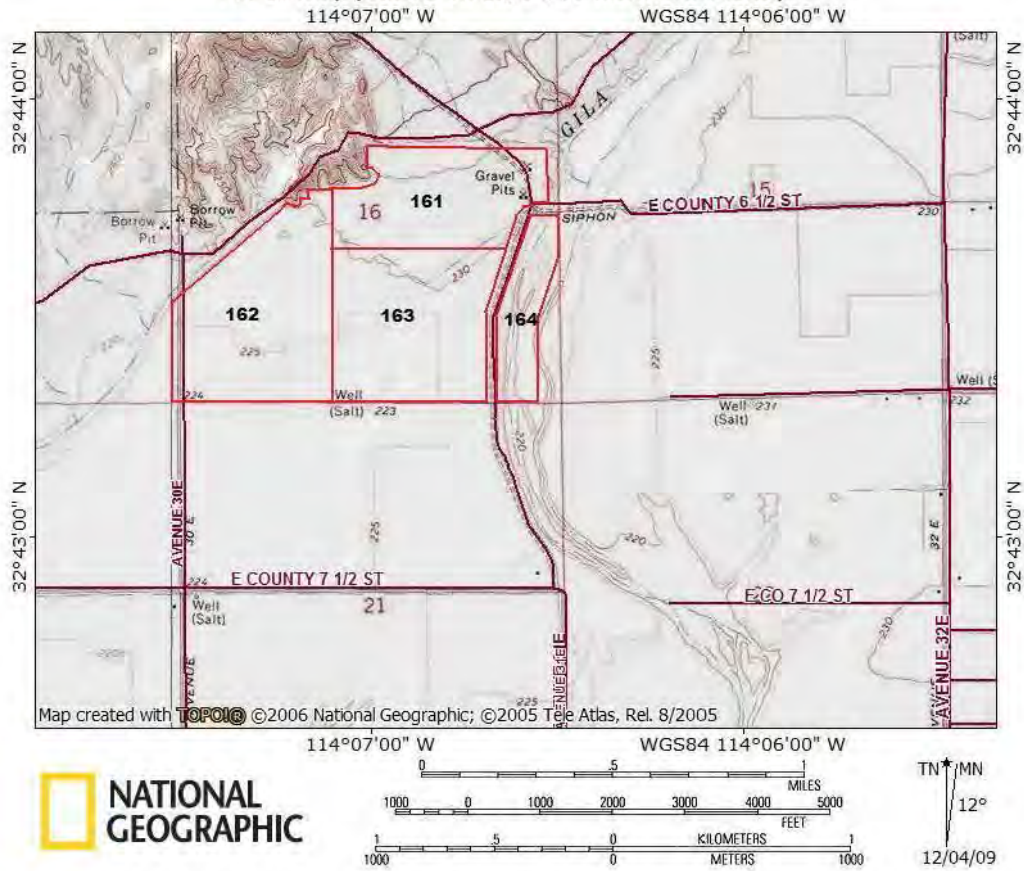 114°07'00" W WGS84 114°06'00" W
32°44'00" N
32°44'00" N
(Salt)
GILA
230
Gravel
Pits
16 161
15
E COUNTY 6 1/2 ST
SIPHON
230
Borrow
Pit
Borrow
Pit
230
220
162 163 164
225
225
224
Well
(Salt) 223
Well (S
Well 231
(Salt)
232
220
AVENUE 30E
30 E
225
32°43'00" N
32°43'00" N
220
32 E
224
E COUNTY 7 1/2 ST
E CO 7 1/2 ST
Well
(Salt)
21
230
AVENUE
AVENUE 31E
AVENUE 32E
225
Map created with TOPO!® ©2006 National Geographic; ©2005 Tele Atlas, Rel. 8/2005
114°07'00" W WGS84 114°06'00" W
NATIONAL
GEOGRAPHIC
0 .5 1
MILES
1000 0 1000 2000 3000 4000 5000
FEET
1 .5 0 KILOMETERS 1
1000 0 METERS 1000
TN MN
12°
12/04/09